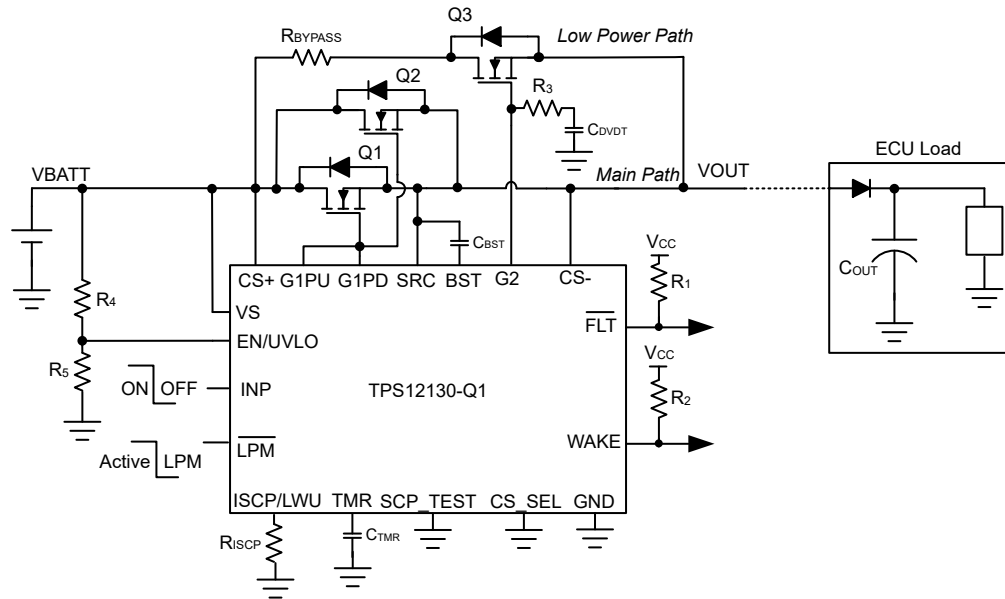 Q3
Low Power Path
RBYPASS
Q2
R3
CDVDT
Q1
ECU Load
VBATT
Main Path
VOUT
CBST
VCC
COUT
CS+ G1PU G1PD SRC BST G2 CS-
R1
R4
VS
FLT
EN/UVLO
VCC
R5
ON OFF
INP
TPS12130-Q1
R2
WAKE
Active LPM
LPM
ISCP/LWU TMR SCP_TEST CS_SEL GND
RISCP
CTMR